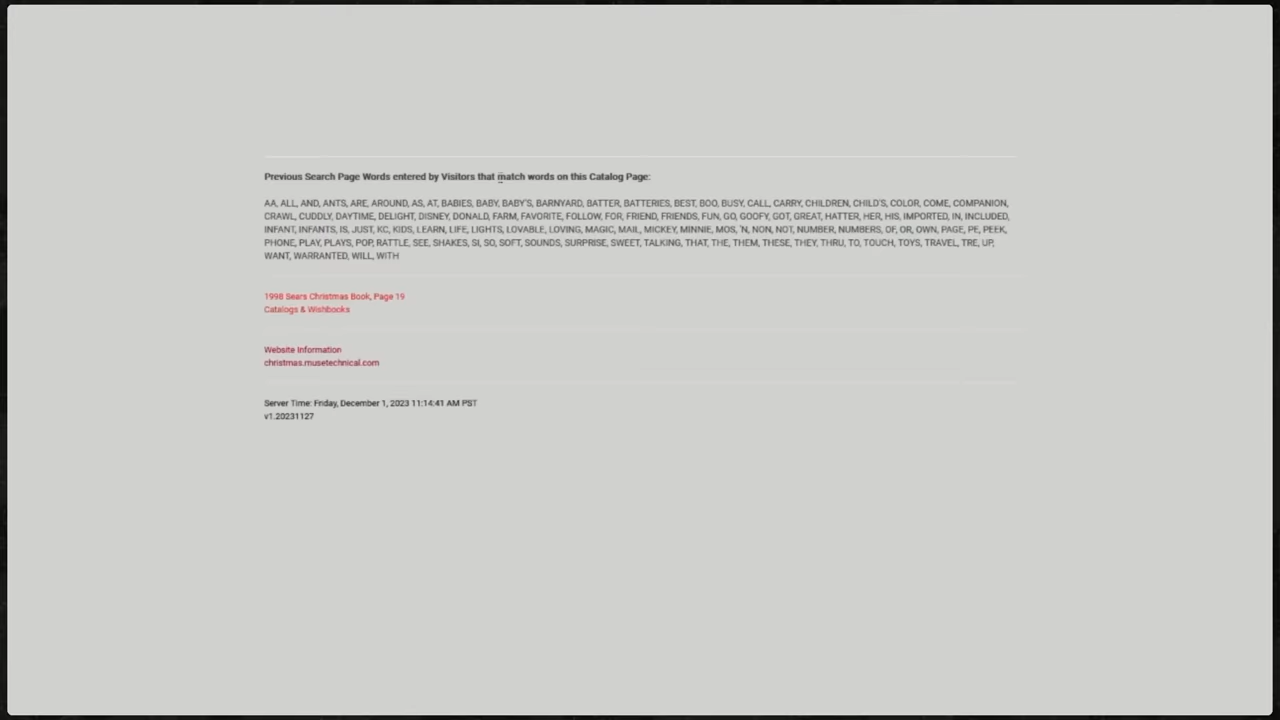 Previous Search Page Words entered by Visitors that match words on this Catalog Page:
AA, ALL, AND, ANTS, ARE, AROUND, AS, AT, BABIES, BABY, BABY'S, BARNYARD, BATTER, BATTERIES, BEST, BOO, BUSY, CALL, CARRY, CHILDREN, CHILD'S, COLOR, COME, COMPANION,
CRAWL, CUDDLY, DAYTIME, DELIGHT, DISNEY, DONALD, FARM, FAVORITE, FOLLOW, FOR, FRIEND, FRIENDS, FUN, GO, GOOFY, GOT, GREAT, HATTER, HER, HIS, IMPORTED, IN, INCLUDED,
INFANT, INFANTS, IS, JUST, KC, KIDS, LEARN, LIFE, LIGHTS, LOVABLE, LOVING, MAGIC, MAIL, MICKEY, MINNIE, MOS, 'N, NON, NOT, NUMBER, NUMBERS, OF, OR, OWN, PAGE, PE, PEEK,
PHONE, PLAY, PLAYS, POP, RATTLE, SEE, SHAKES, SI, SO, SOFT, SOUNDS, SURPRISE, SWEET, TALKING, THAT, THE, THEM, THESE, THEY, THRU, TO, TOUCH, TOYS, TRAVEL, TRE, UP,
WANT, WARRANTED, WILL, WITH
1998 Sears Christmas Book, Page 19
Catalogs & Wishbooks
Website Information
christmas.musetechnical.com
Server Time: Friday, December 1, 2023 11:14:41 AM PST
v1.20231127